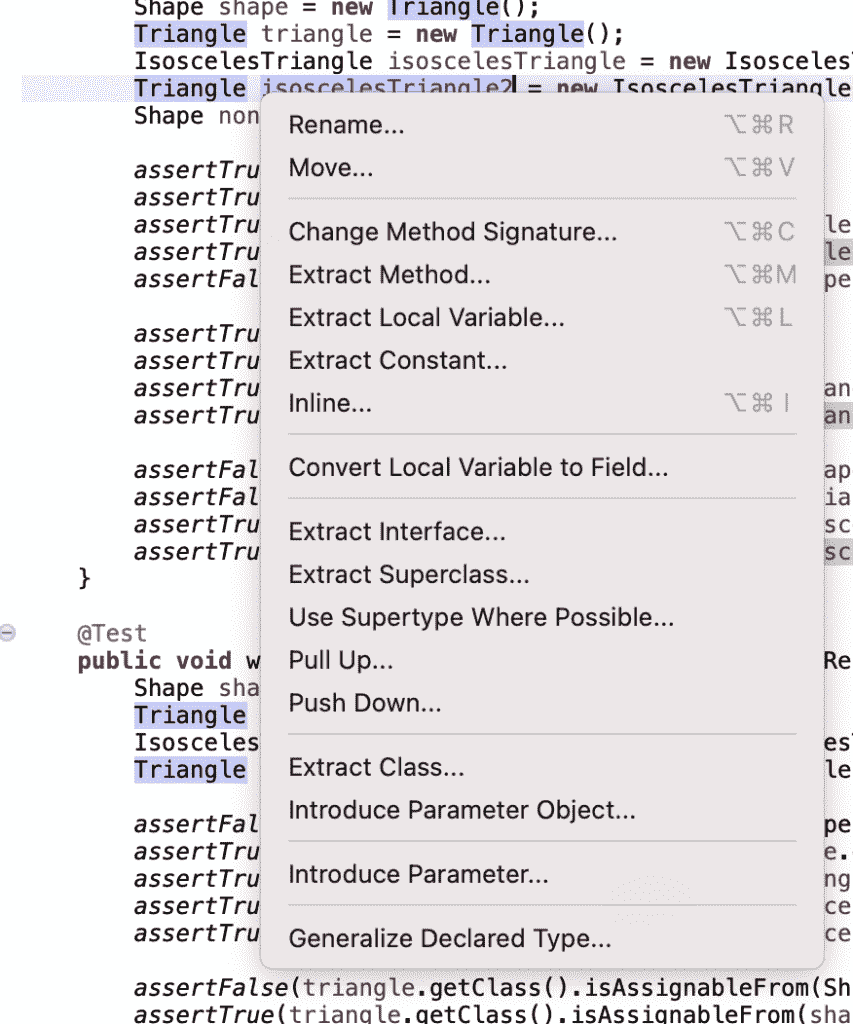 Shape shape = new Triangle();
Triangle triangle = new Triangle();
IsoscelesTriangle isoscelesTriangle = new Isosceles
Triangle isoscelesTriangle2 = new IsoscelesTriangle
Shape non
Rename... ⌥⌘R
Move... ⌥⌘V
assertTru
assertTru
Change Method Signature... ⌥⌘C
assertTru le
assertTru le
Extract Method... ⌥⌘M
assertFal pe
Extract Local Variable... ⌥⌘L
assertTru
Extract Constant... 
assertTru
assertTru an
Inline... ⌥⌘I
assertTru an
Convert Local Variable to Field...
assertFal ap
assertFal ia
assertTru sc
Extract Interface...
assertTru sc
Extract Superclass...
}
Use Supertype Where Possible...
@Test
public void w Re
Pull Up...
Shape sha
Push Down...
Triangle
Isosceles es
Triangle le
Extract Class...
Introduce Parameter Object...
assertFal pe
assertTru e.
assertTru ng
Introduce Parameter...
assertTru ce
assertTru ce
Generalize Declared Type...
assertFalse(triangle.getClass().isAssignableFrom(Sh
assertTrue(triangle.getClass().isAssignableFrom(sha